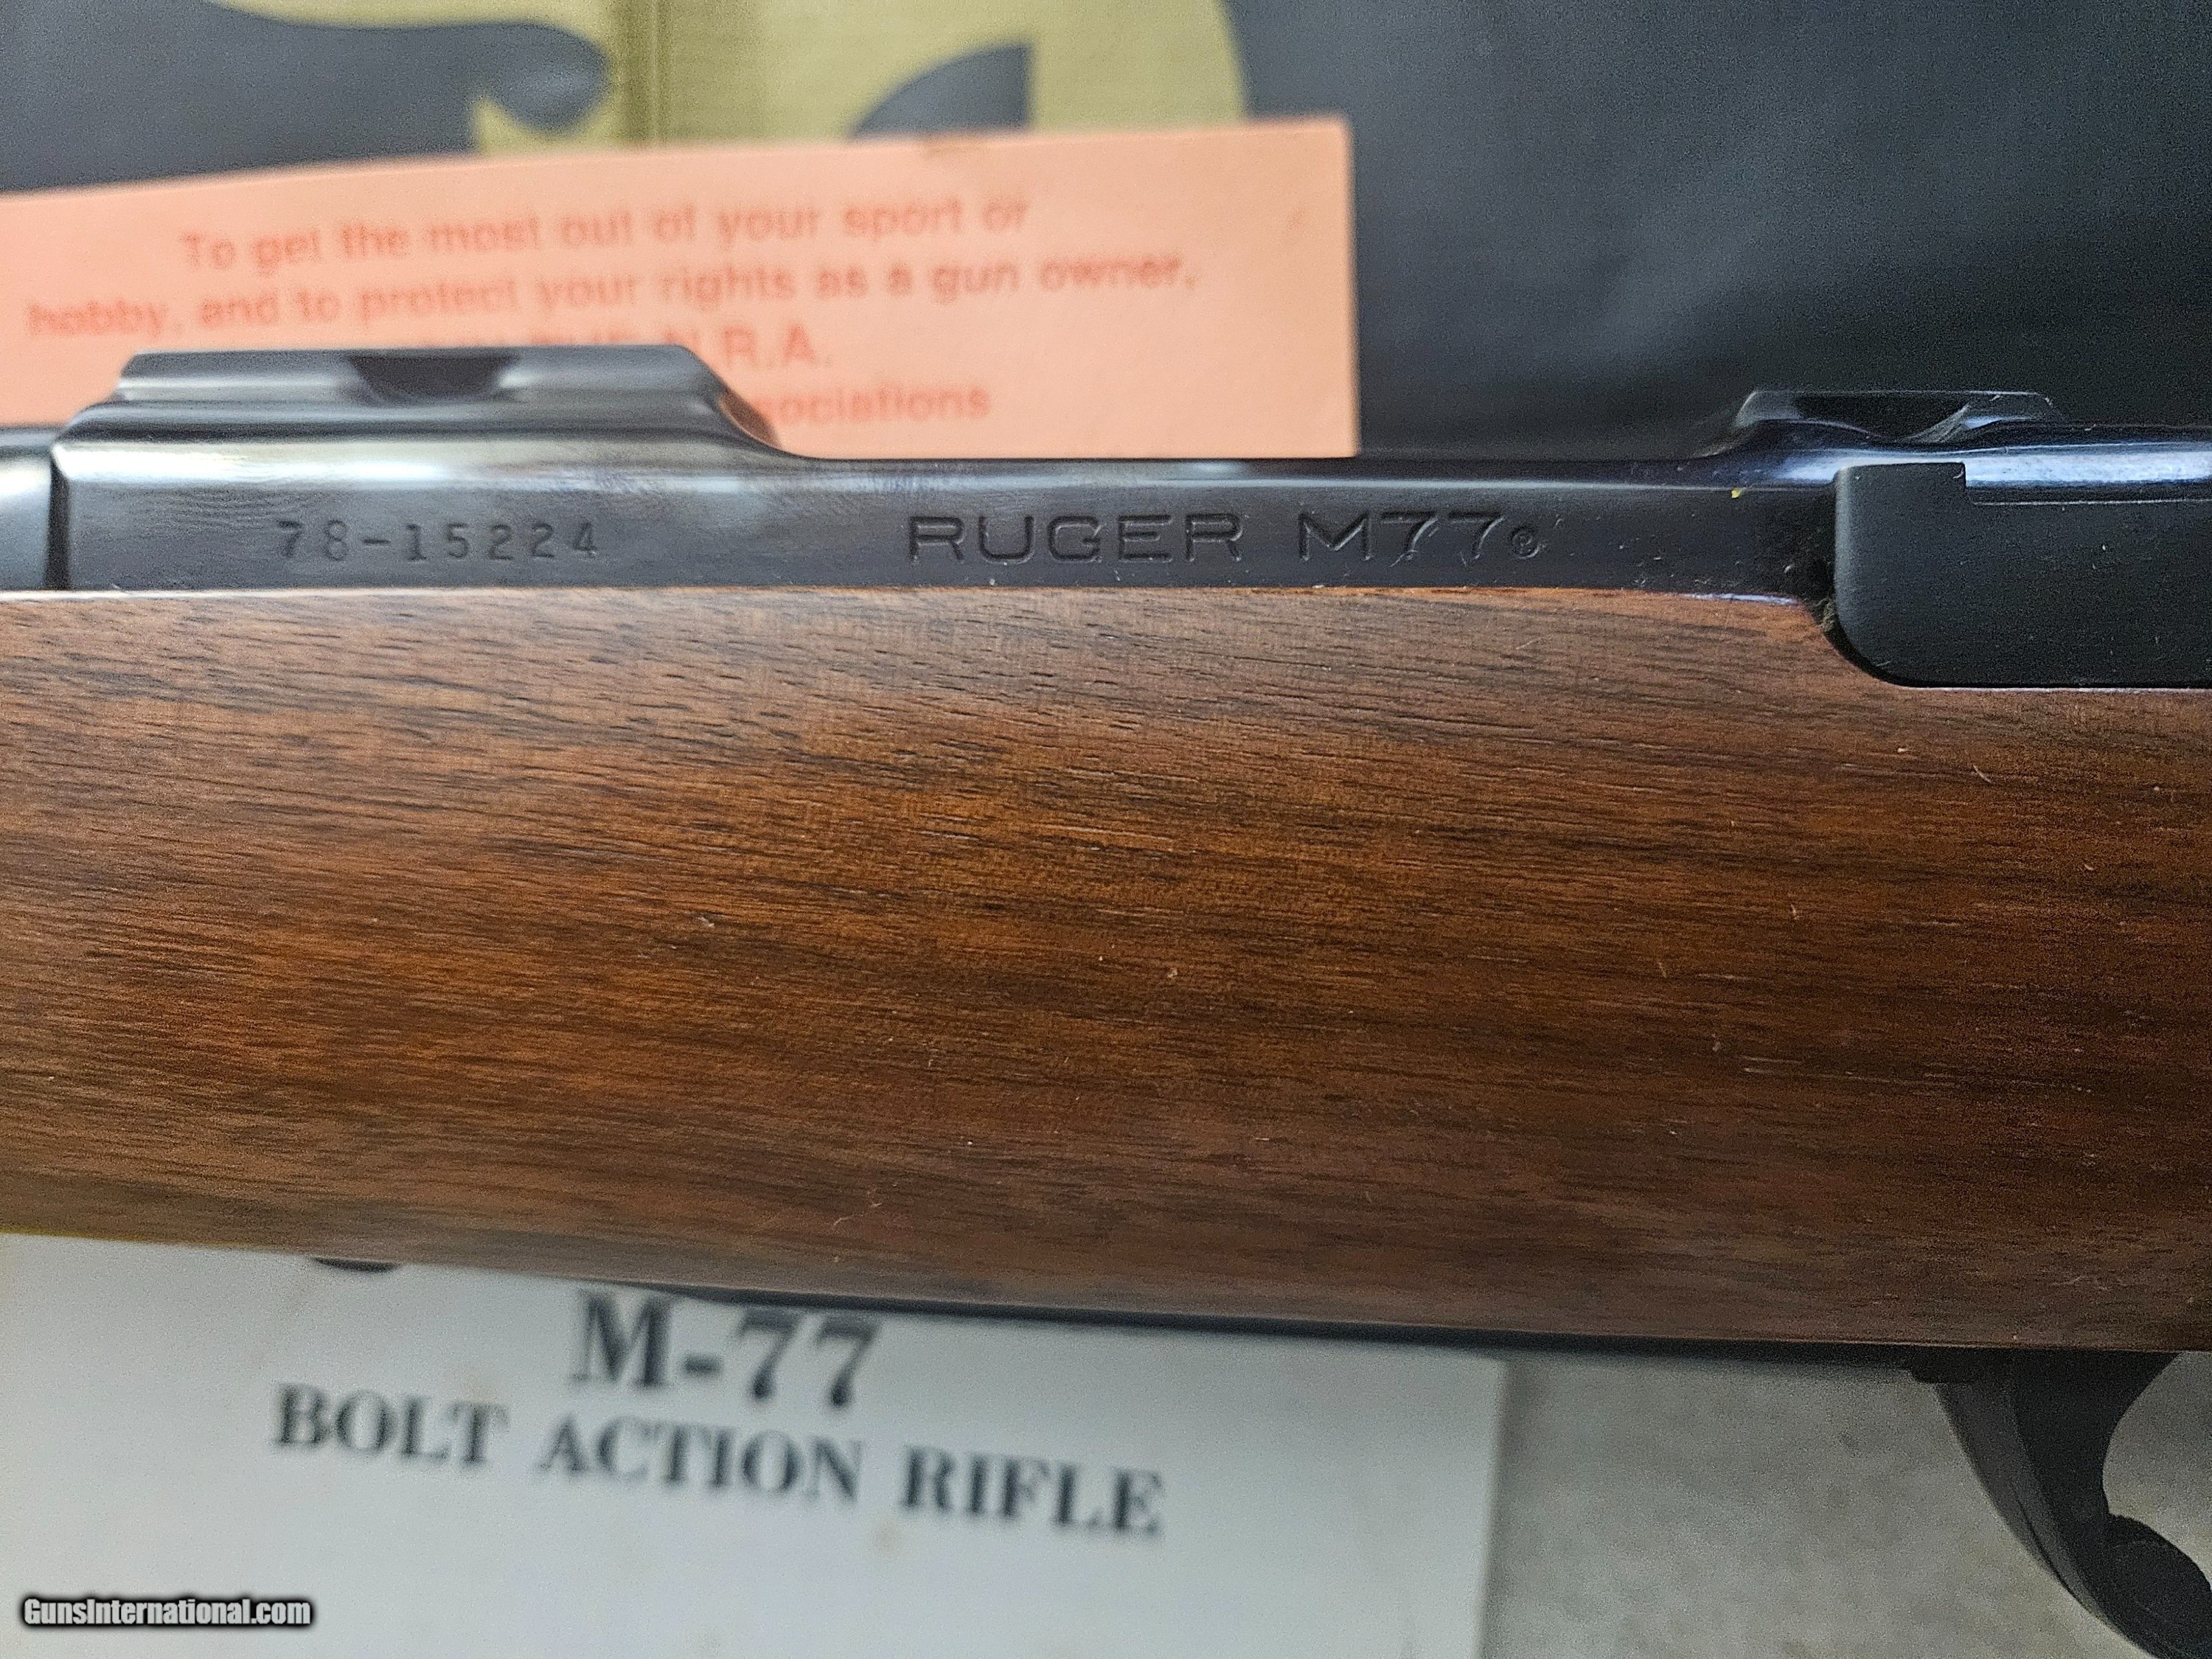 To get the most out of your sport or
hobby, and to protect your rights as a gun owner,
N.R.A.
78-15224 RUGER M77®
M-77
BOLT ACTION RIFLE
GunsInternational.com